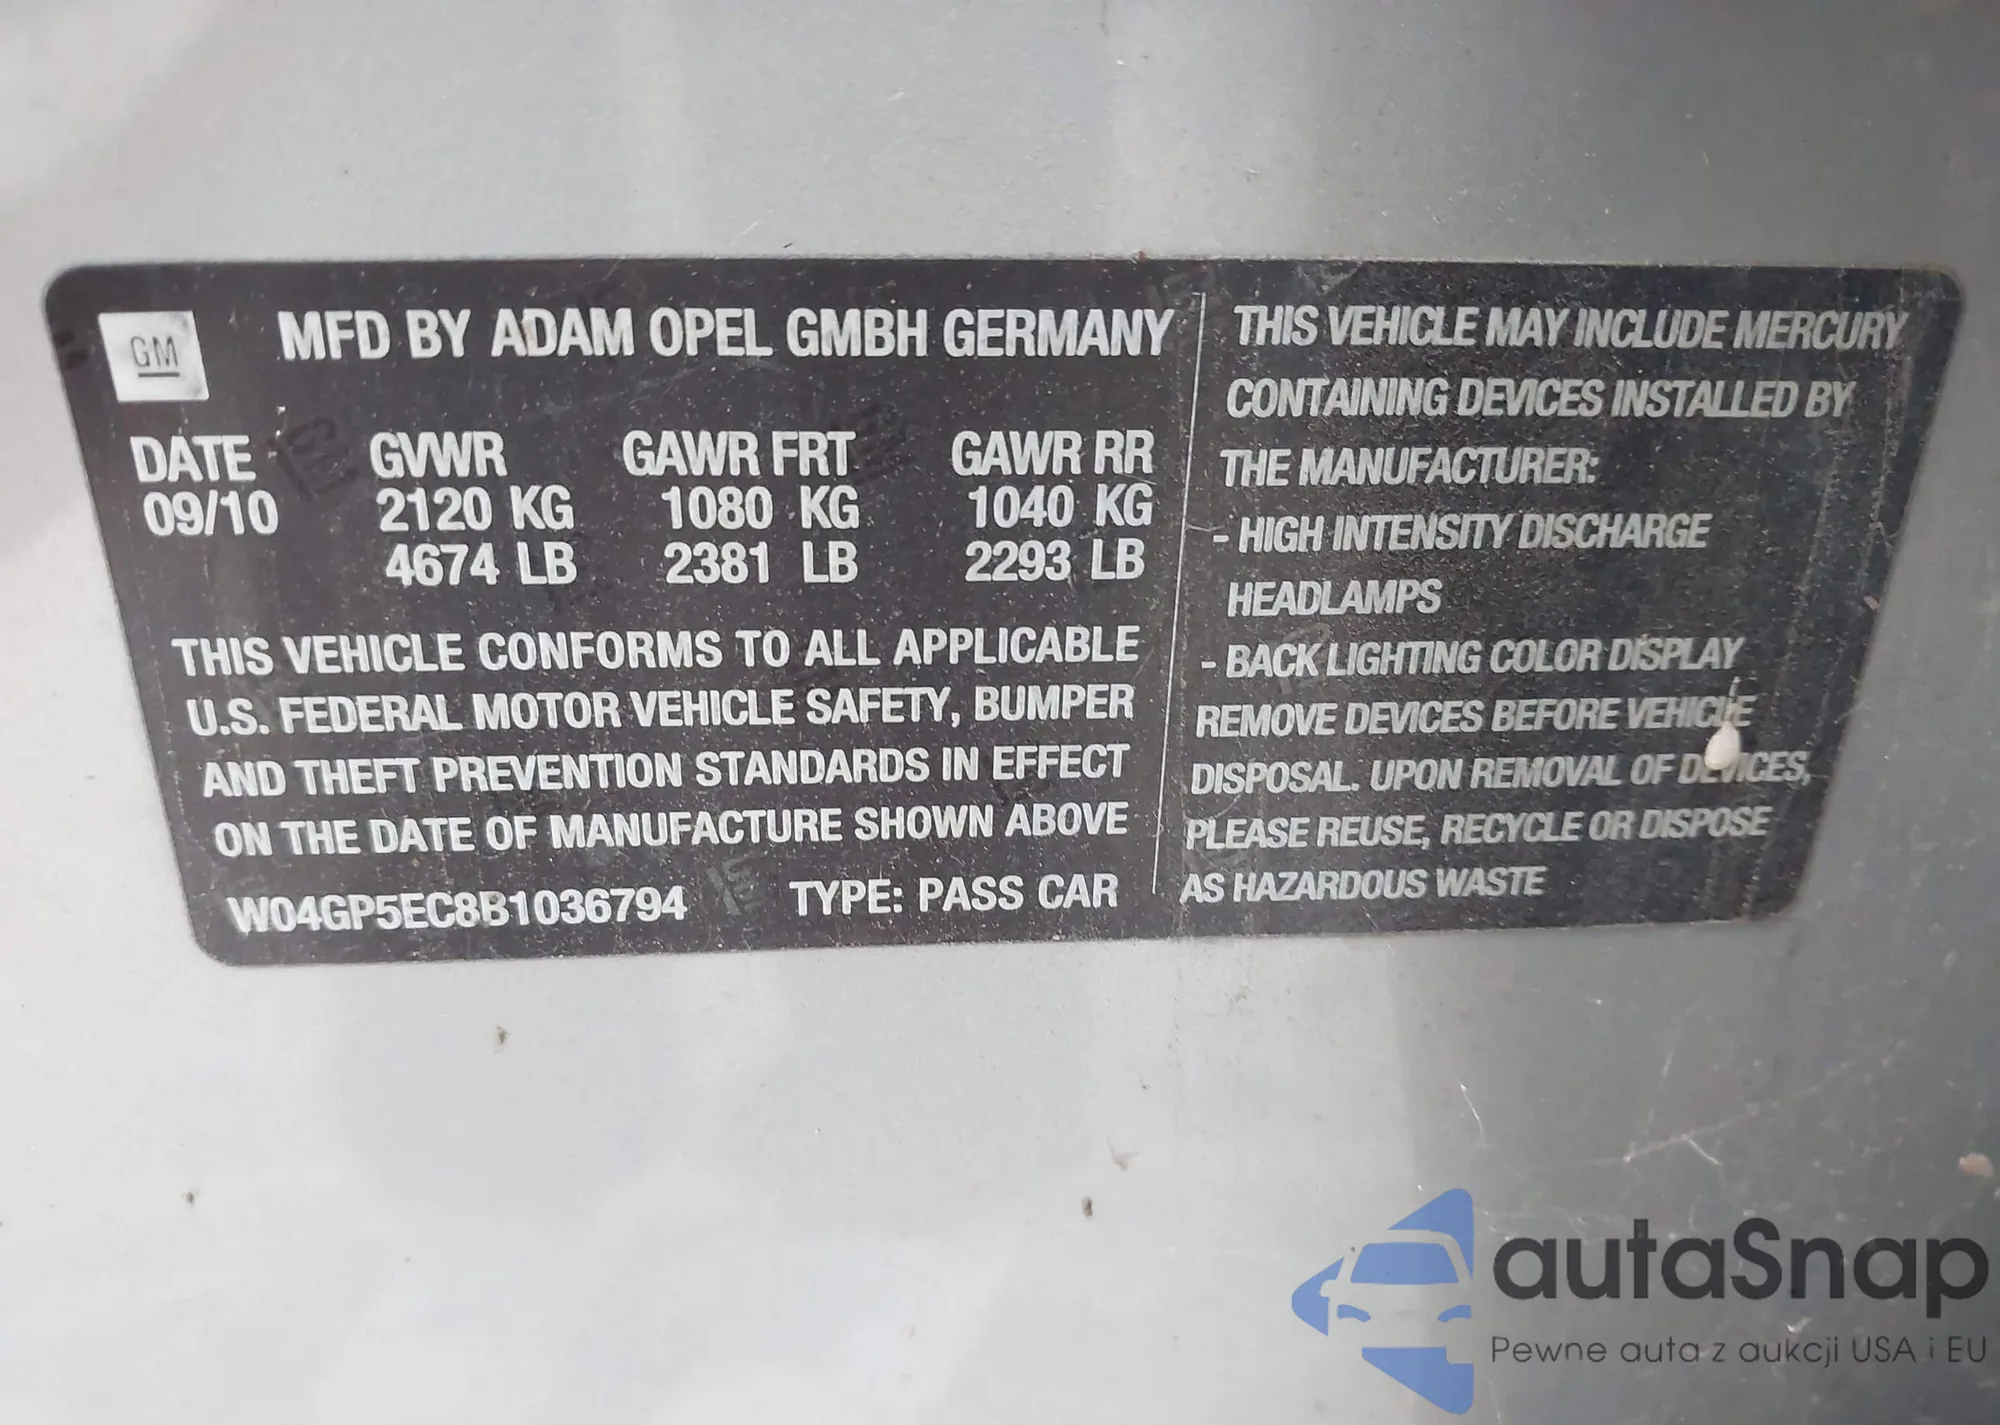 GM
MFD BY ADAM OPEL GMBH GERMANY
DATE GVWR GAWR FRT GAWR RR
09/10 2120 KG 1080 KG 1040 KG
4674 LB 2381 LB 2293 LB
THIS VEHICLE CONFORMS TO ALL APPLICABLE
U.S. FEDERAL MOTOR VEHICLE SAFETY, BUMPER
AND THEFT PREVENTION STANDARDS IN EFFECT
ON THE DATE OF MANUFACTURE SHOWN ABOVE
W04GP5EC8B1036794 TYPE: PASS CAR
THIS VEHICLE MAY INCLUDE MERCURY
CONTAINING DEVICES INSTALLED BY
THE MANUFACTURER:
- HIGH INTENSITY DISCHARGE
HEADLAMPS
- BACK LIGHTING COLOR DISPLAY
REMOVE DEVICES BEFORE VEHICLE
DISPOSAL. UPON REMOVAL OF DEVICES,
PLEASE REUSE, RECYCLE OR DISPOSE
AS HAZARDOUS WASTE
autaSnap
Pewne auta z aukcji USA i EU